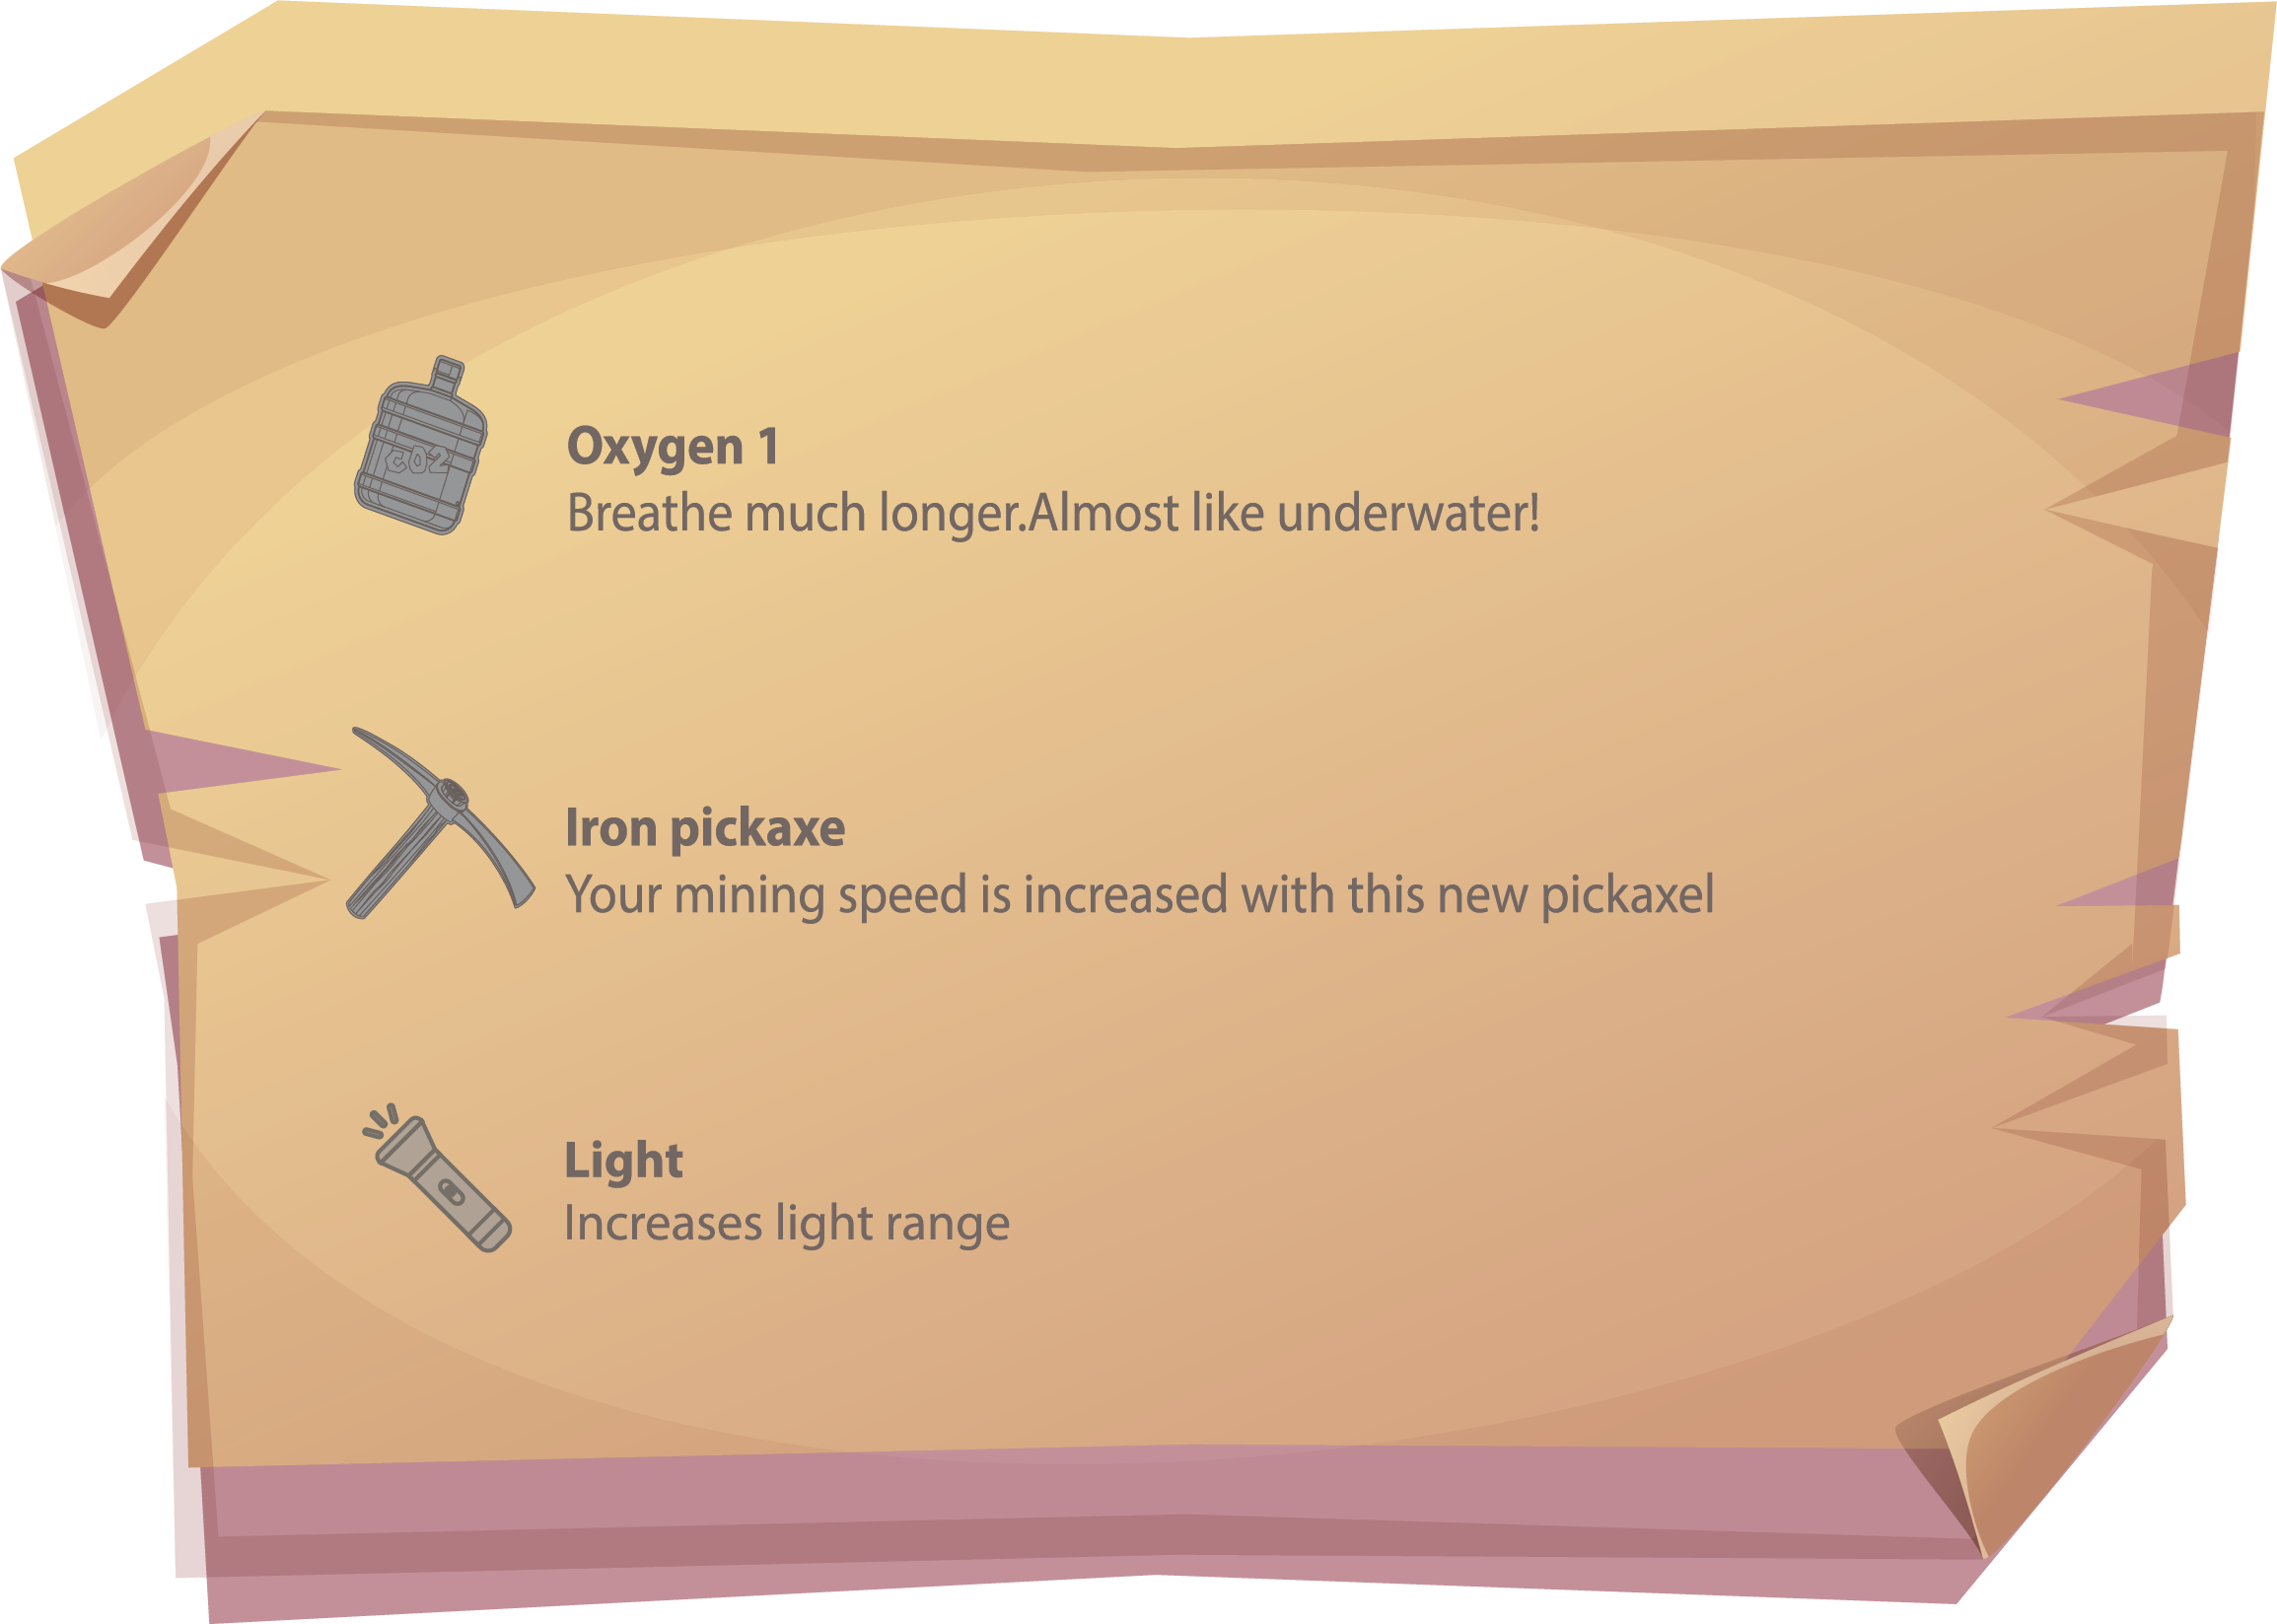 Oxygen 1
Breathe much longer.Almost like underwater!
Iron pickaxe
Your mining speed is increased with this new pickaxel
Light
Increases light range